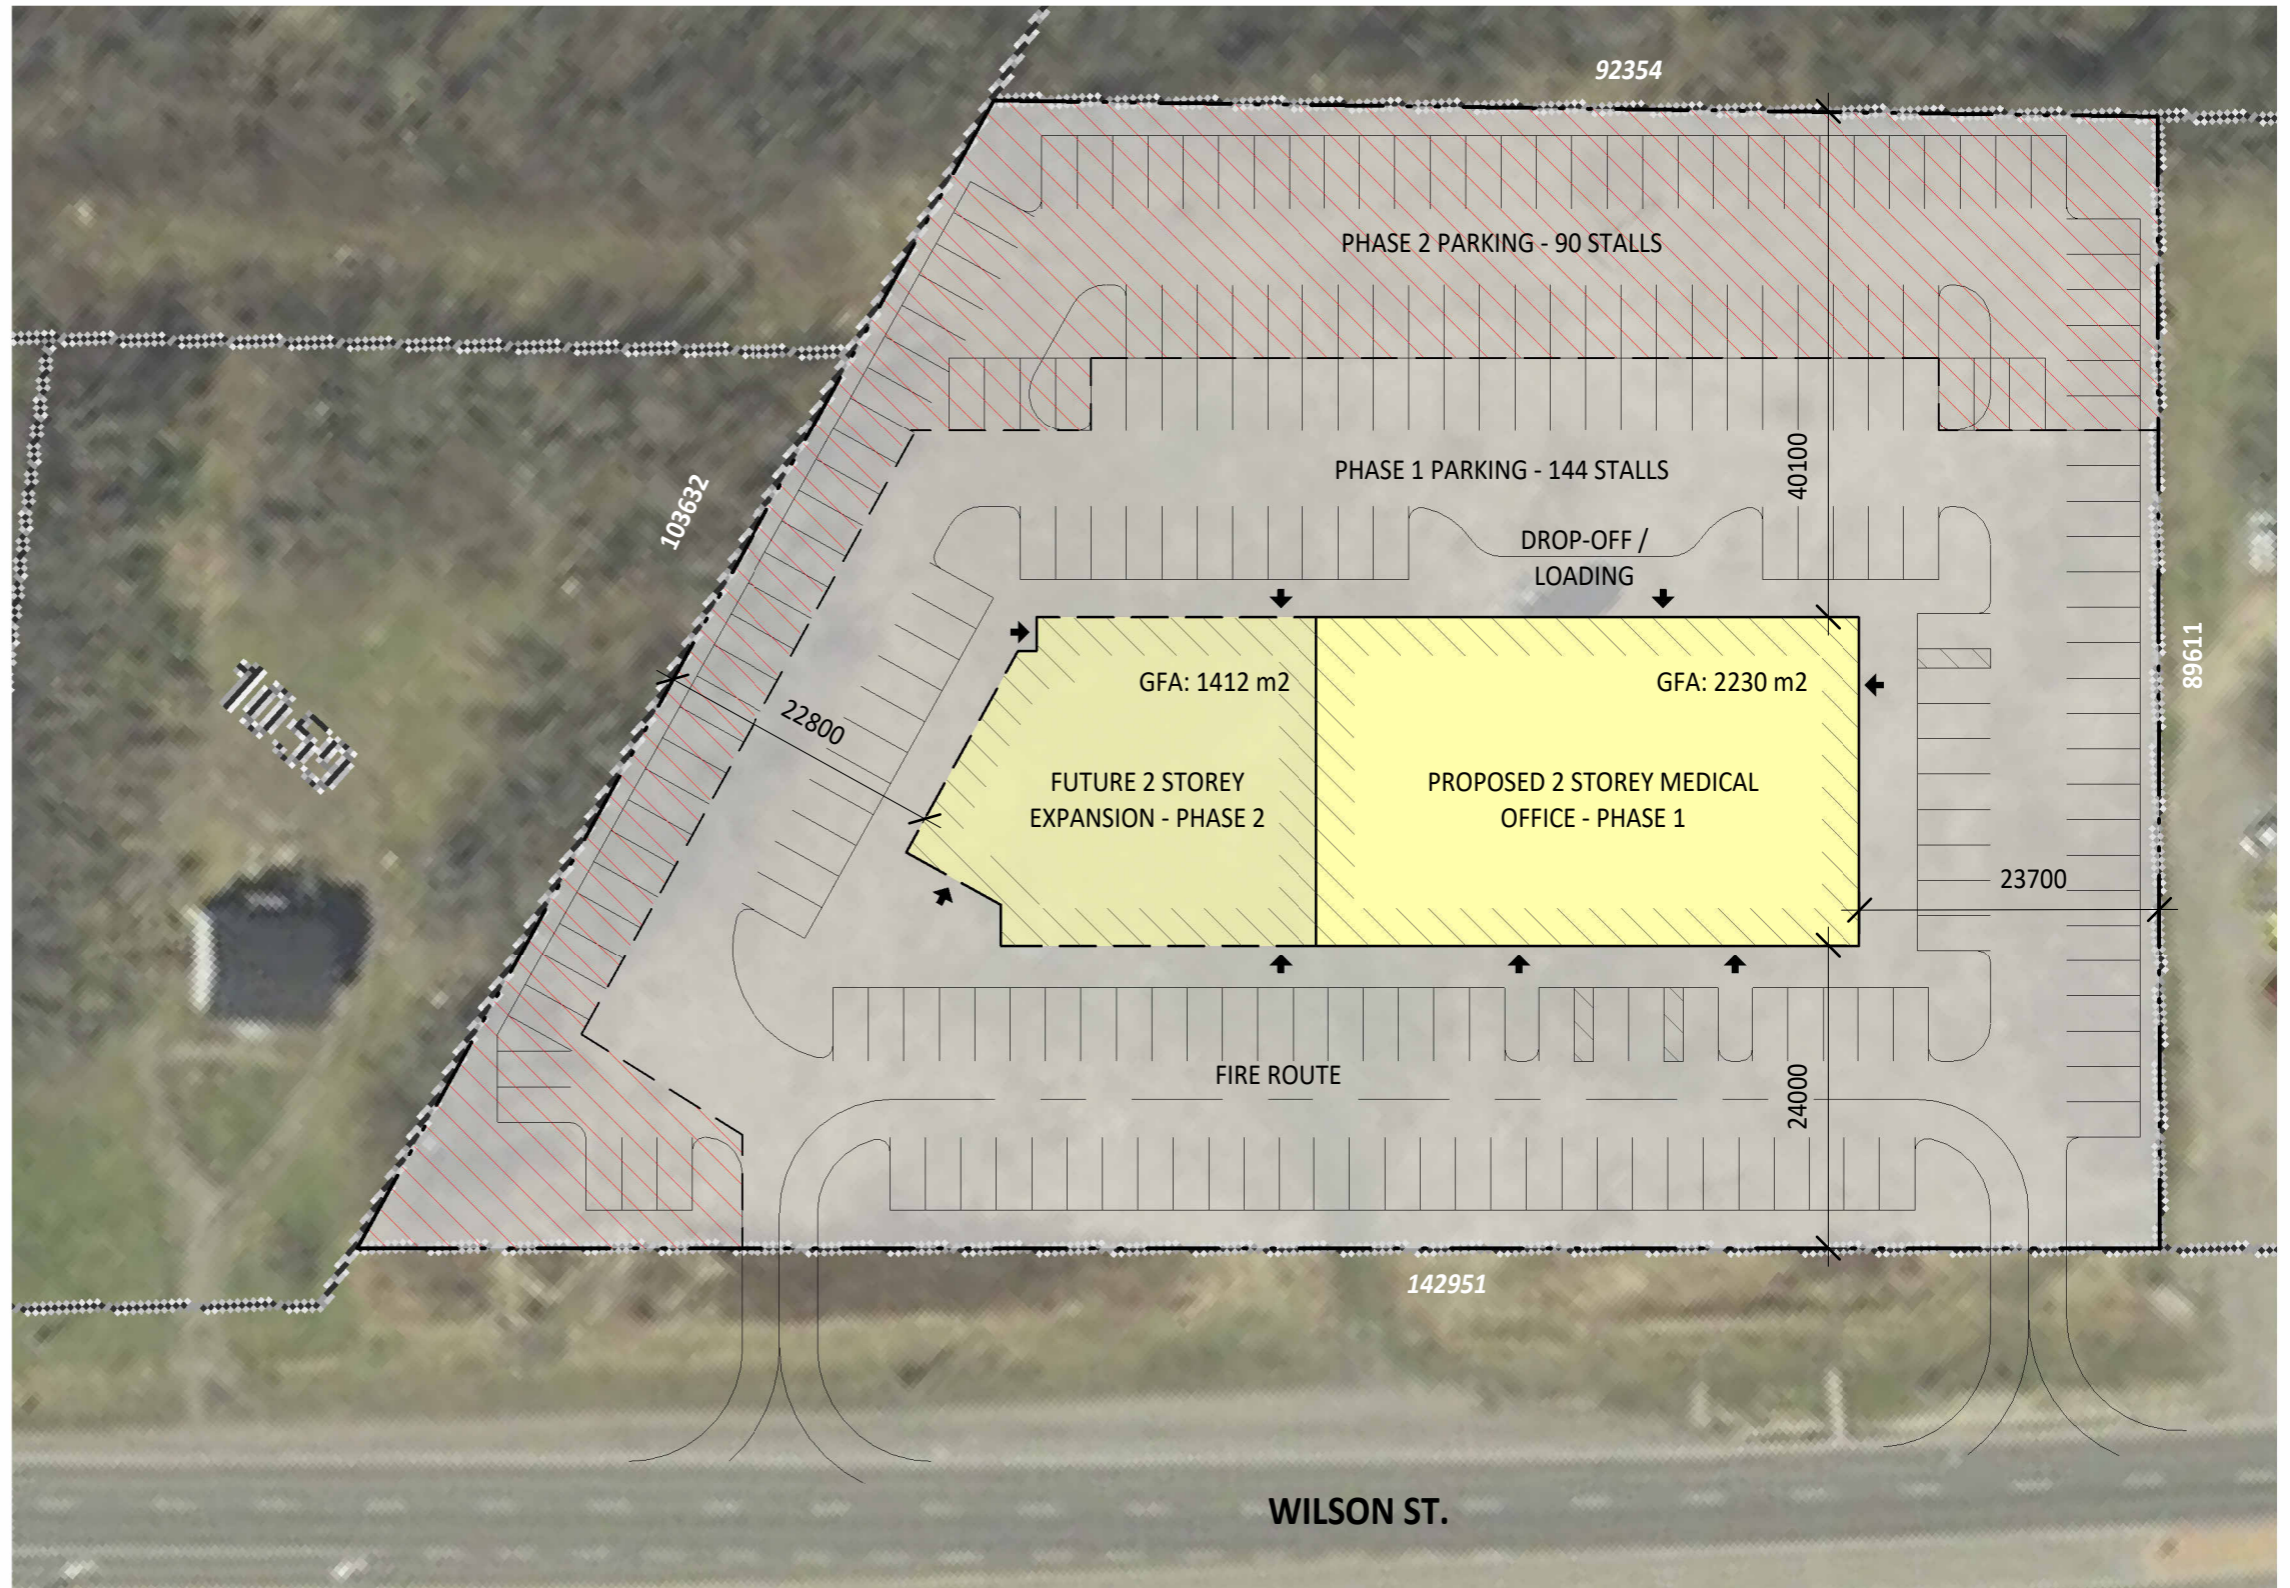 92354
PHASE 2 PARKING - 90 STALLS
PHASE 1 PARKING - 144 STALLS
40100
103632
DROP-OFF /
LOADING
GFA: 1412 m2
GFA: 2230 m2
89611
22800
FUTURE 2 STOREY
EXPANSION - PHASE 2
PROPOSED 2 STOREY MEDICAL
OFFICE - PHASE 1
23700
FIRE ROUTE
24000
142951
WILSON ST.